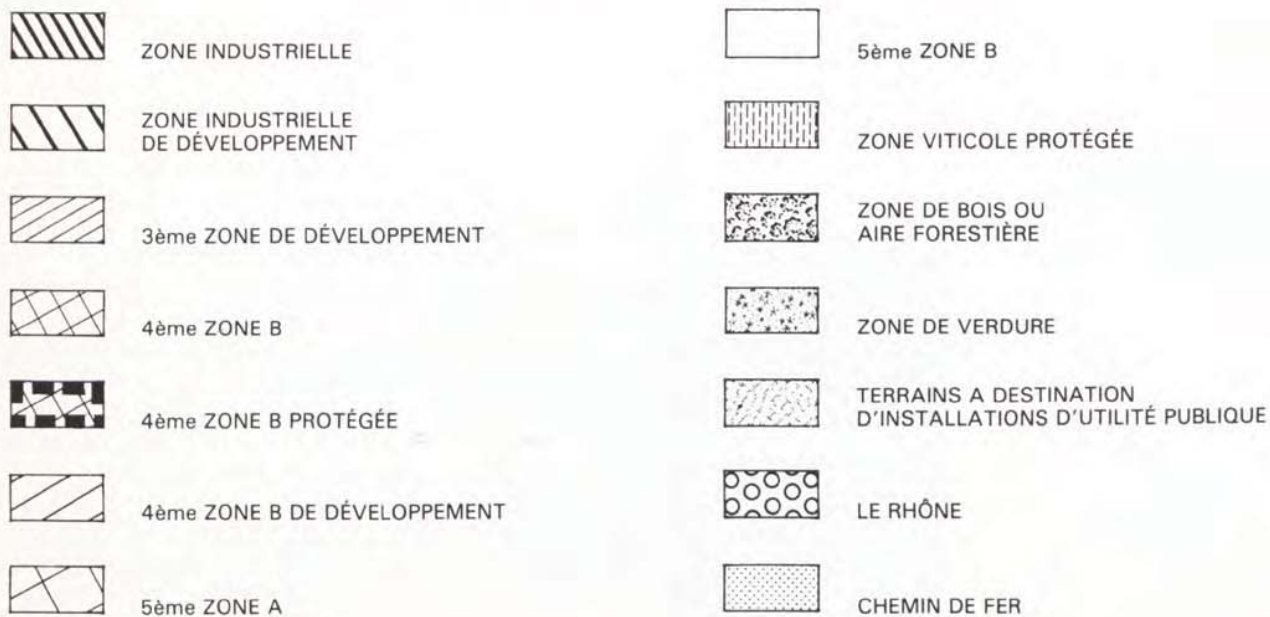 ZONE INDUSTRIELLE
ZONE INDUSTRIELLE
DE DÉVELOPPEMENT
3ème ZONE DE DÉVELOPPEMENT
4ème ZONE B
4ème ZONE B PROTÉGÉE
4ème ZONE B DE DÉVELOPPEMENT
5ème ZONE A
5ème ZONE B
ZONE VITICOLE PROTÉGÉE
ZONE DE BOIS OU
AIRE FORESTIÈRE
ZONE DE VERDURE
TERRAINS A DESTINATION
D'INSTALLATIONS D'UTILITÉ PUBLIQUE
LE RHÔNE
CHEMIN DE FER